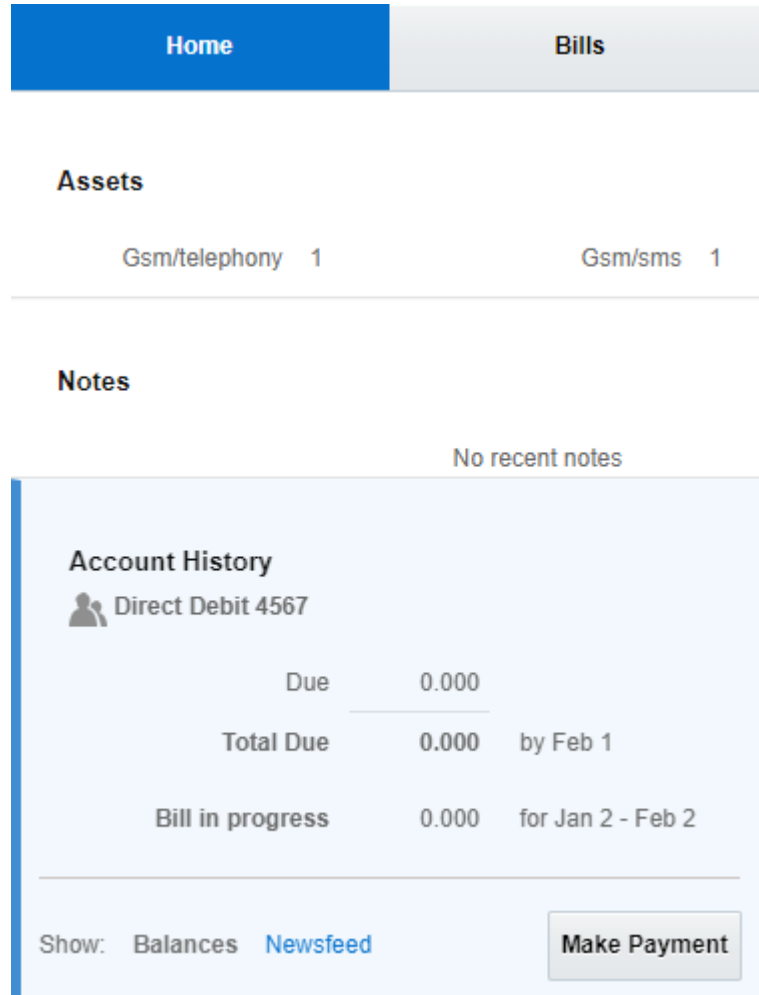 Home Bills
Assets
Gsm/telephony 1 Gsm/sms 1
Notes
No recent notes
Account History
Direct Debit 4567
Due 0.000
Total Due 0.000 by Feb 1
Bill in progress 0.000 for Jan 2 - Feb 2
Show: Balances Newsfeed Make Payment